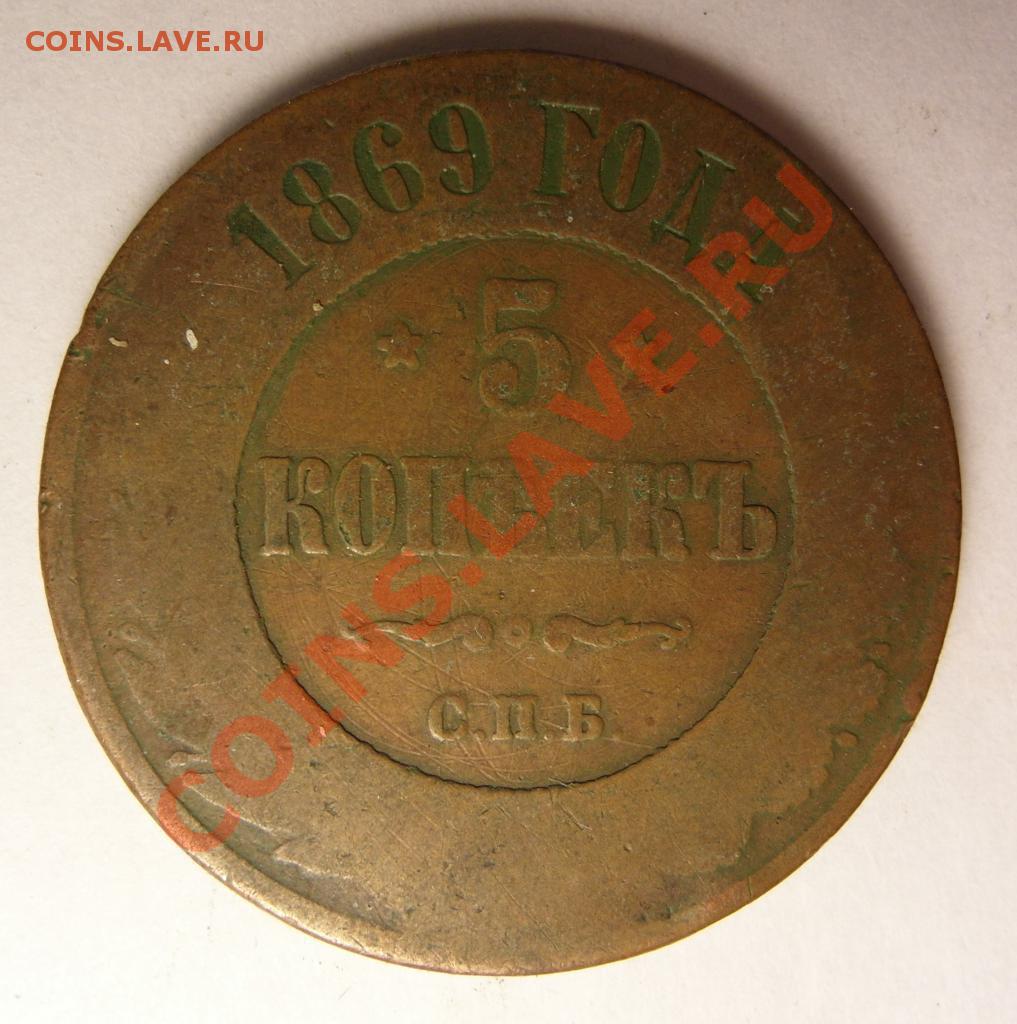 COINS.LAVE.RU
1869 ГОДА
5
КОПѢЕКЪ
С.П.Б.
COINS.LAVE.RU